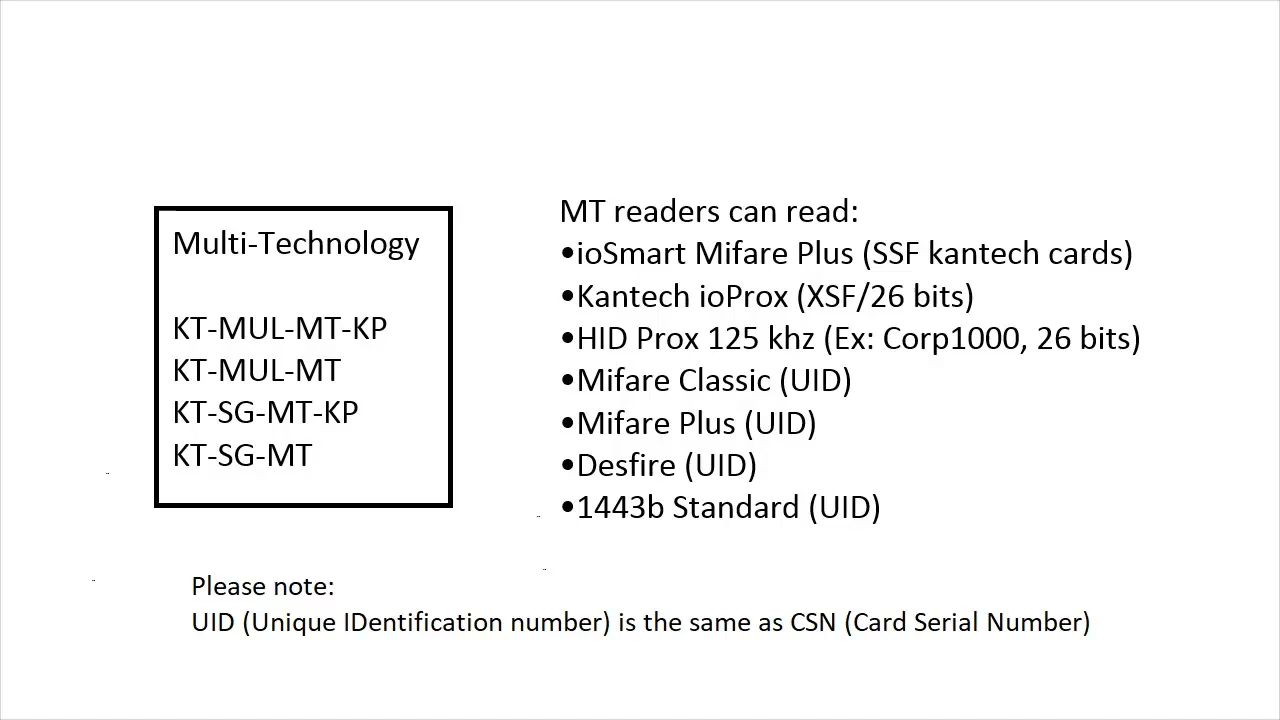 Multi-Technology
KT-MUL-MT-KP
KT-MUL-MT
KT-SG-MT-KP
KT-SG-MT
MT readers can read:
•ioSmart Mifare Plus (SSF kantech cards)
•Kantech ioProx (XSF/26 bits)
•HID Prox 125 khz (Ex: Corp1000, 26 bits)
•Mifare Classic (UID)
•Mifare Plus (UID)
•Desfire (UID)
•1443b Standard (UID)
Please note:
UID (Unique IDentification number) is the same as CSN (Card Serial Number)